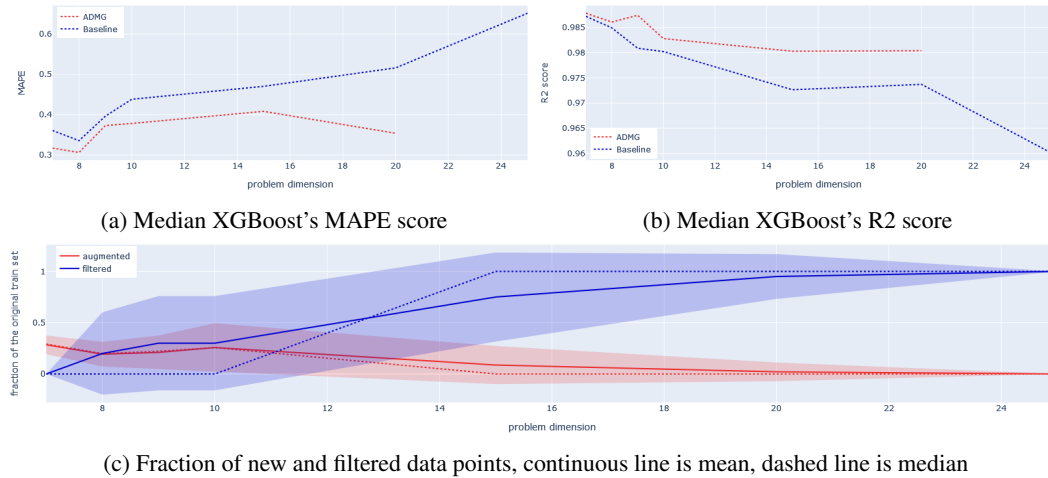 ADMG
Baseline
MAPE
0.6
0.5
0.4
0.3
8
10
12
14
16
18
20
22
24
problem dimension
(a) Median XGBoost's MAPE score
ADMG
Baseline
R2 score
0.985
0.98
0.975
0.97
0.965
0.96
8
10
12
14
16
18
20
22
24
problem dimension
(b) Median XGBoost's R2 score
augmented
filtered
fraction of the original train set
1
0.5
0
8
10
12
14
16
18
20
22
24
problem dimension
(c) Fraction of new and filtered data points, continuous line is mean, dashed line is median